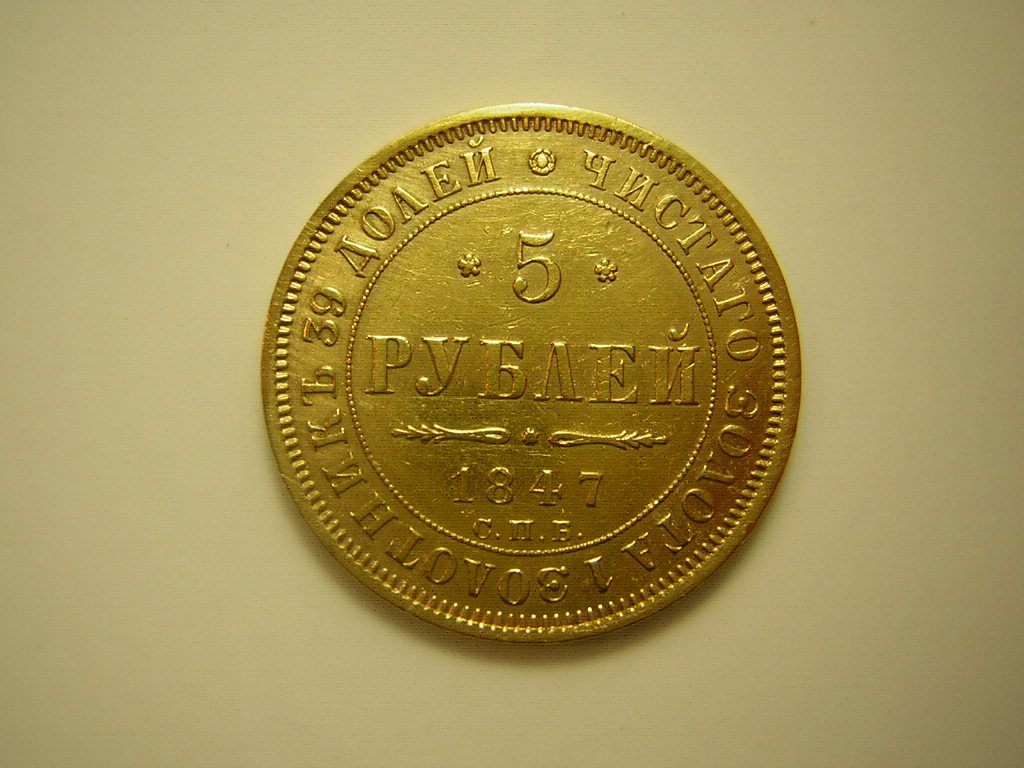 ЧИСТАГО ЗОЛОТА 1 ЗОЛОТНИКЪ 39 ДОЛЕЙ
5
РУБЛЕЙ
1847
С.П.Б.